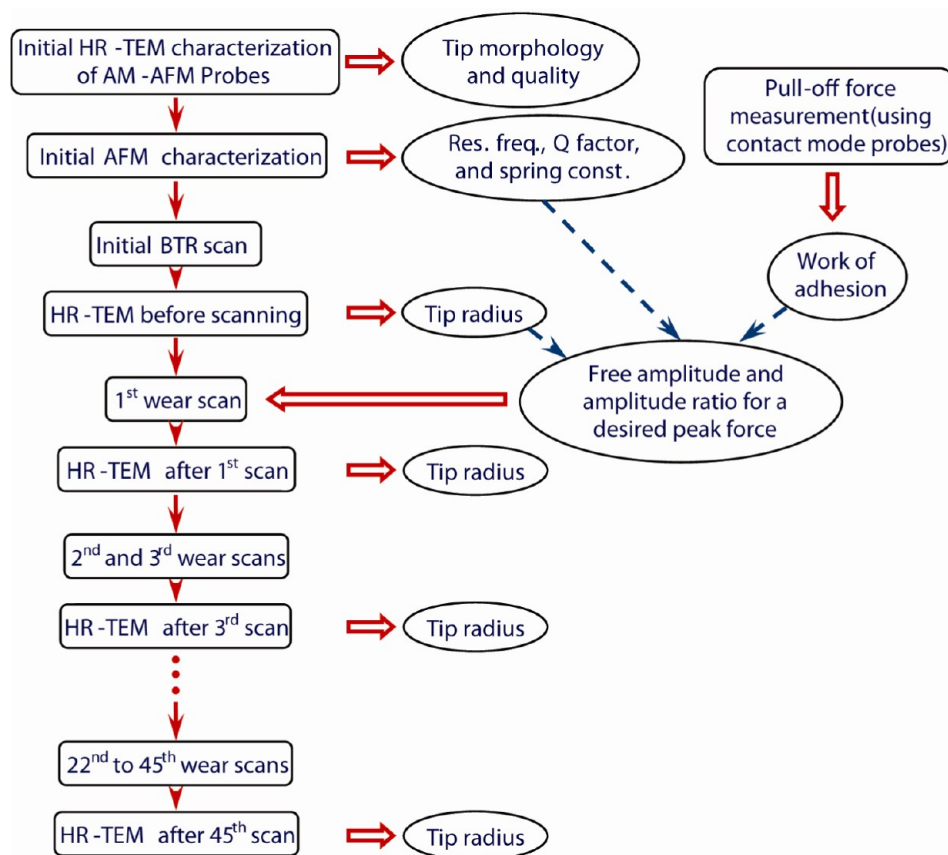 Initial HR-TEM characterization
of AM-AFM Probes
Tip morphology
and quality
Pull-off force
measurement(using
contact mode probes)
Initial AFM characterization
Res. freq., Q factor,
and spring const.
Initial BTR scan
Work of
adhesion
HR-TEM before scanning
Tip radius
Free amplitude and
amplitude ratio for a
desired peak force
1st wear scan
HR-TEM after 1st scan
Tip radius
2nd and 3rd wear scans
HR-TEM after 3rd scan
Tip radius
22nd to 45th wear scans
HR-TEM after 45th scan
Tip radius